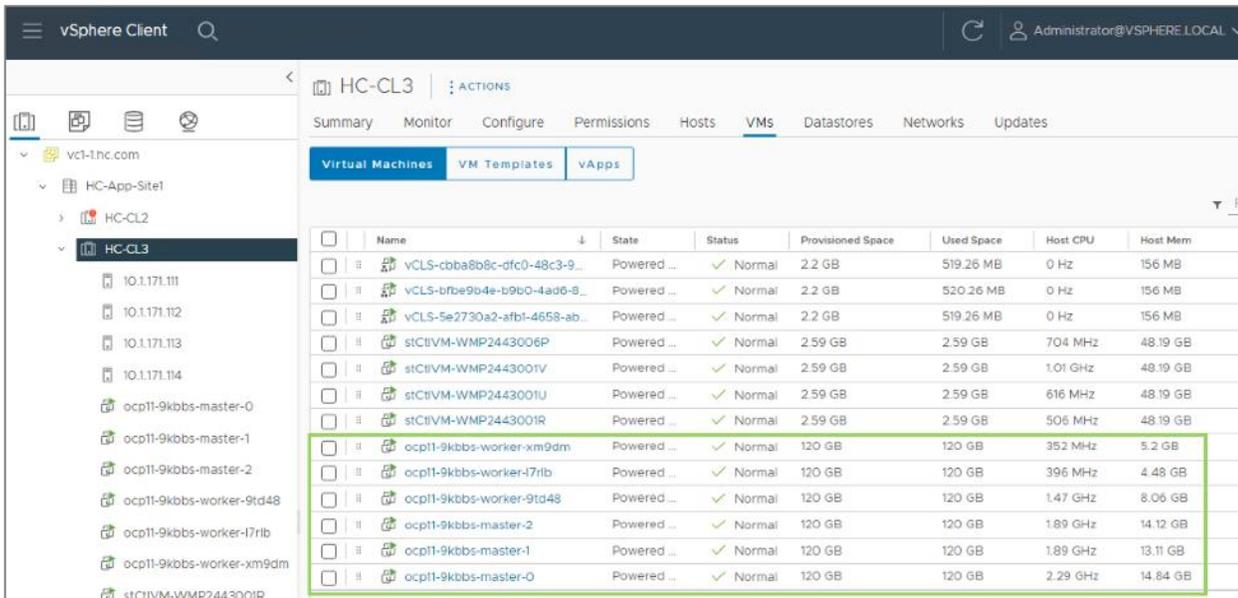 vSphere Client
Administrator@VSPHERE.LOCAL
HC-CL3 ACTIONS
Summary Monitor Configure Permissions Hosts VMs Datastores Networks Updates
vc1-1.hc.com
Virtual Machines VM Templates vApps
HC-App-Site1
HC-CL2
HC-CL3
10.1.171.111
10.1.171.112
10.1.171.113
10.1.171.114
ocp11-9kbbs-master-0
ocp11-9kbbs-master-1
ocp11-9kbbs-master-2
ocp11-9kbbs-worker-9td48
ocp11-9kbbs-worker-l7rlb
ocp11-9kbbs-worker-xm9dm
stCtlVM-WMP2443001R
Name State Status Provisioned Space Used Space Host CPU Host Mem
vCLS-cbba8b8c-dfc0-48c3-9... Powered ... Normal 2.2 GB 519.26 MB 0 Hz 156 MB
vCLS-bfbe9b4e-b9b0-4ad6-8... Powered ... Normal 2.2 GB 520.26 MB 0 Hz 156 MB
vCLS-5e2730a2-afb1-4658-ab... Powered ... Normal 2.2 GB 519.26 MB 0 Hz 156 MB
stCtlVM-WMP2443006P Powered ... Normal 2.59 GB 2.59 GB 704 MHz 48.19 GB
stCtlVM-WMP2443001V Powered ... Normal 2.59 GB 2.59 GB 1.01 GHz 48.19 GB
stCtlVM-WMP2443001U Powered ... Normal 2.59 GB 2.59 GB 616 MHz 48.19 GB
stCtlVM-WMP2443001R Powered ... Normal 2.59 GB 2.59 GB 506 MHz 48.19 GB
ocp11-9kbbs-worker-xm9dm Powered ... Normal 120 GB 120 GB 352 MHz 5.2 GB
ocp11-9kbbs-worker-l7rlb Powered ... Normal 120 GB 120 GB 396 MHz 4.48 GB
ocp11-9kbbs-worker-9td48 Powered ... Normal 120 GB 120 GB 1.47 GHz 8.06 GB
ocp11-9kbbs-master-2 Powered ... Normal 120 GB 120 GB 1.89 GHz 14.12 GB
ocp11-9kbbs-master-1 Powered ... Normal 120 GB 120 GB 1.89 GHz 13.11 GB
ocp11-9kbbs-master-0 Powered ... Normal 120 GB 120 GB 2.29 GHz 14.84 GB